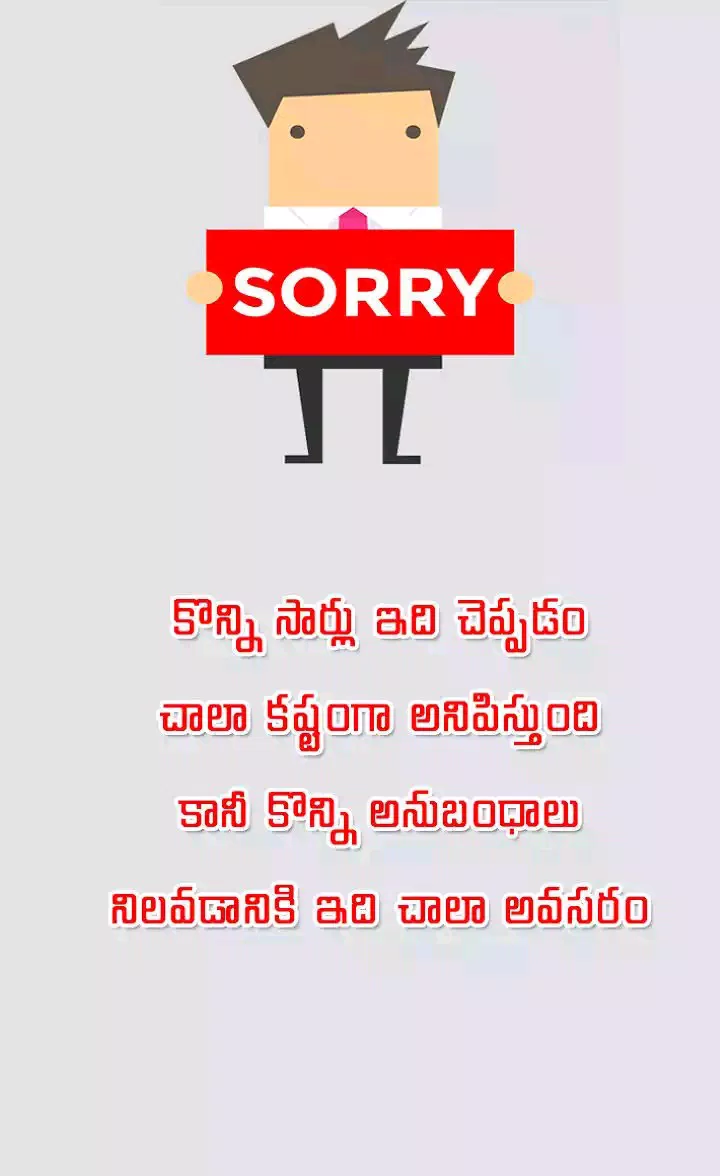 SORRY
కొన్ని సార్లు ఇది చెప్పడం
చాలా కష్టంగా అనిపిస్తుంది
కానీ కొన్ని అనుబంధాలు
నిలవడానికి ఇది చాలా అవసరం